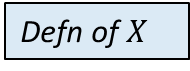 Defn of X